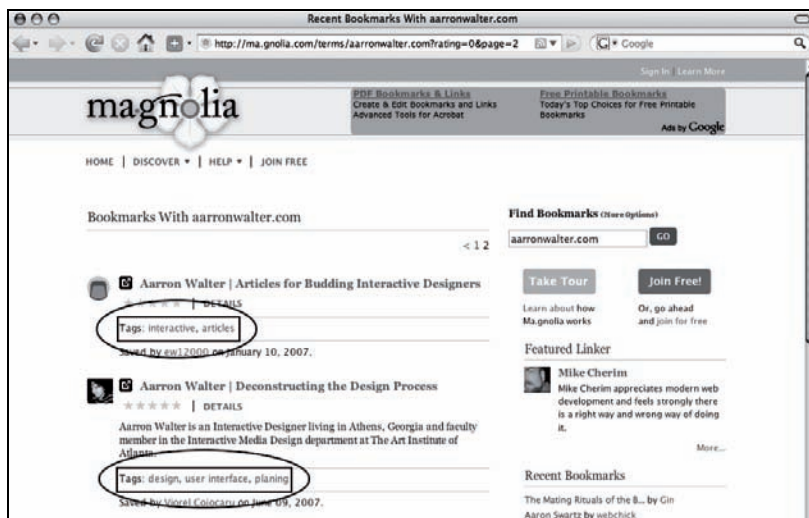 Recent Bookmarks With aarronwalter.com
http://ma.gnolia.com/terms/aarronwalter.com?rating=0&page=2
G Google
Sign In Learn More
ma.gnolia
PDF Bookmarks & Links
Create & Edit Bookmarks and Links
Advanced Tools for Acrobat
Free Printable Bookmarks
Today's Top Choices for Free Printable
Bookmarks
Ads by Google
HOME | DISCOVER | HELP | JOIN FREE
Bookmarks With aarronwalter.com
< 1 2
Aarron Walter | Articles for Budding Interactive Designers
| DETAILS
Tags: interactive, articles
Saved by ew12000 on January 10, 2007.
Aarron Walter | Deconstructing the Design Process
| DETAILS
Aarron Walter is an Interactive Designer living in Athens, Georgia and faculty
member in the Interactive Media Design department at The Art Institute of
Atlanta.
Tags: design, user interface, planing
Saved by Viorel Cojocaru on June 09, 2007.
Find Bookmarks (More Options)
aarronwalter.com GO
Take Tour
Learn about how
Ma.gnolia works
Join Free!
Or, go ahead
and join for free
Featured Linker
Mike Cherim
Mike Cherim appreciates modern web
development and feels strongly there
is a right way and wrong way of doing
it.
More...
Recent Bookmarks
The Mating Rituals of the B... by Gin
Aaron Swartz by webchick